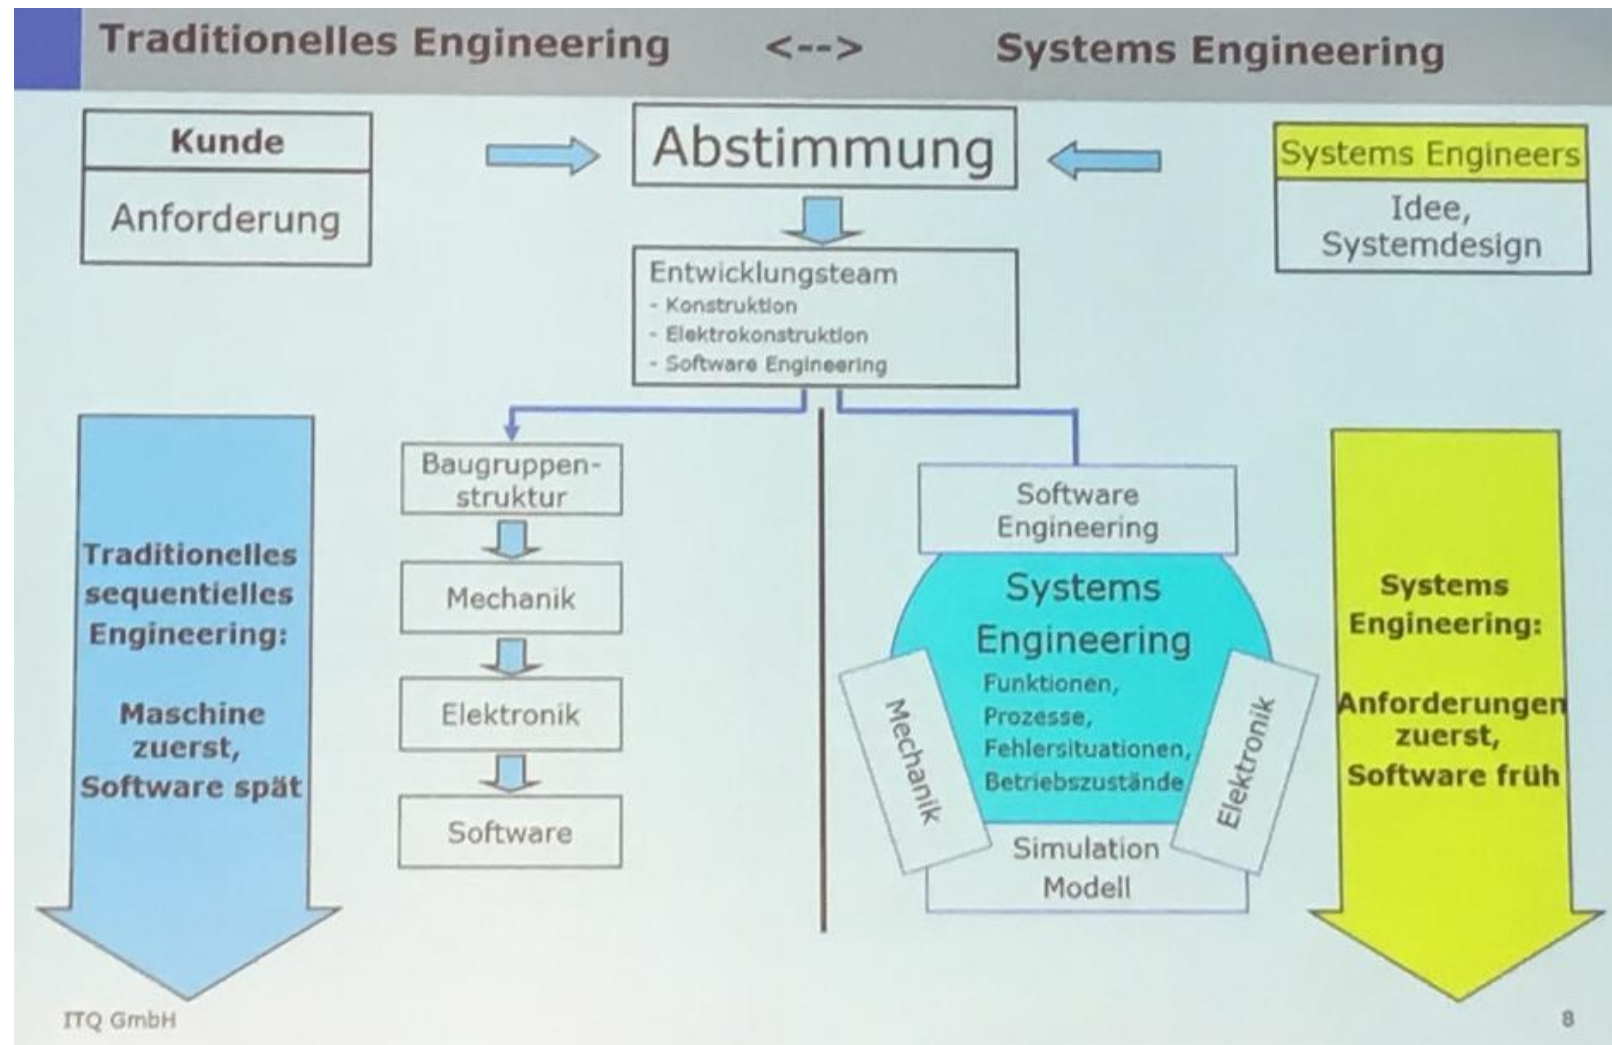 Traditionelles Engineering <--> Systems Engineering
Kunde
Anforderung
Abstimmung
Systems Engineers
Idee,
Systemdesign
Entwicklungsteam
- Konstruktion
- Elektrokonstruktion
- Software Engineering
Traditionelles
sequentielles
Engineering:
Maschine
zuerst,
Software spät
Baugruppen-
struktur
Mechanik
Elektronik
Software
Software
Engineering
Systems
Engineering
Funktionen,
Prozesse,
Fehlersituationen,
Betriebszustände
Mechanik
Elektronik
Simulation
Modell
Systems
Engineering:
Anforderungen
zuerst,
Software früh
ITQ GmbH
8